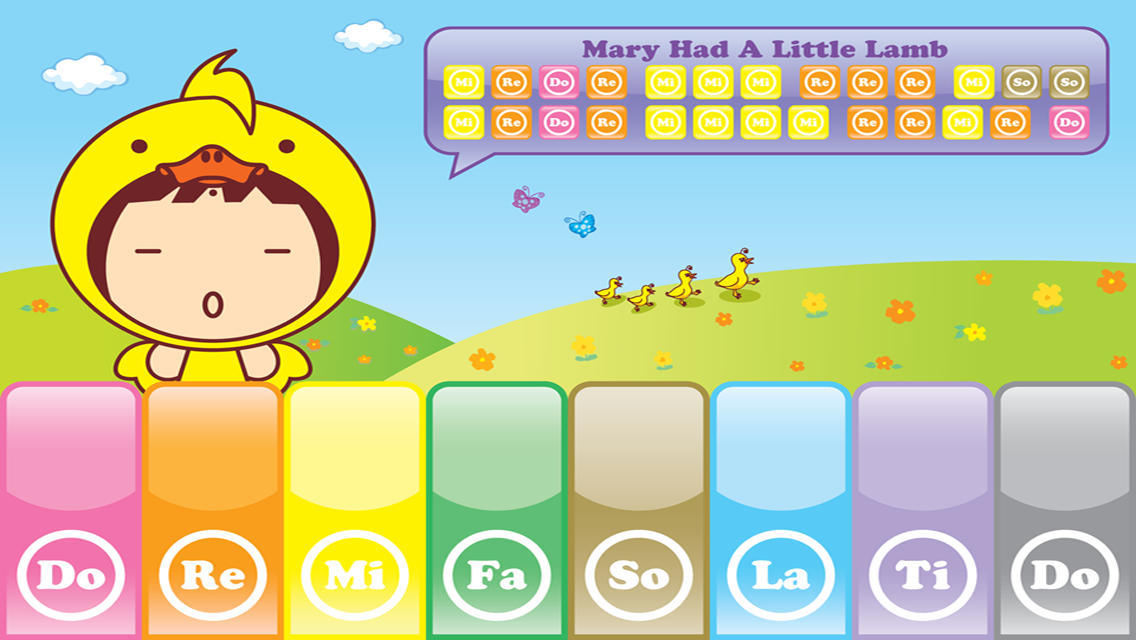 Mary Had A Little Lamb
Mi Re Do Re Mi Mi Mi Re Re Re Mi So So
Mi Re Do Re Mi Mi Mi Mi Re Re Mi Re Do
Do Re Mi Fa So La Ti Do